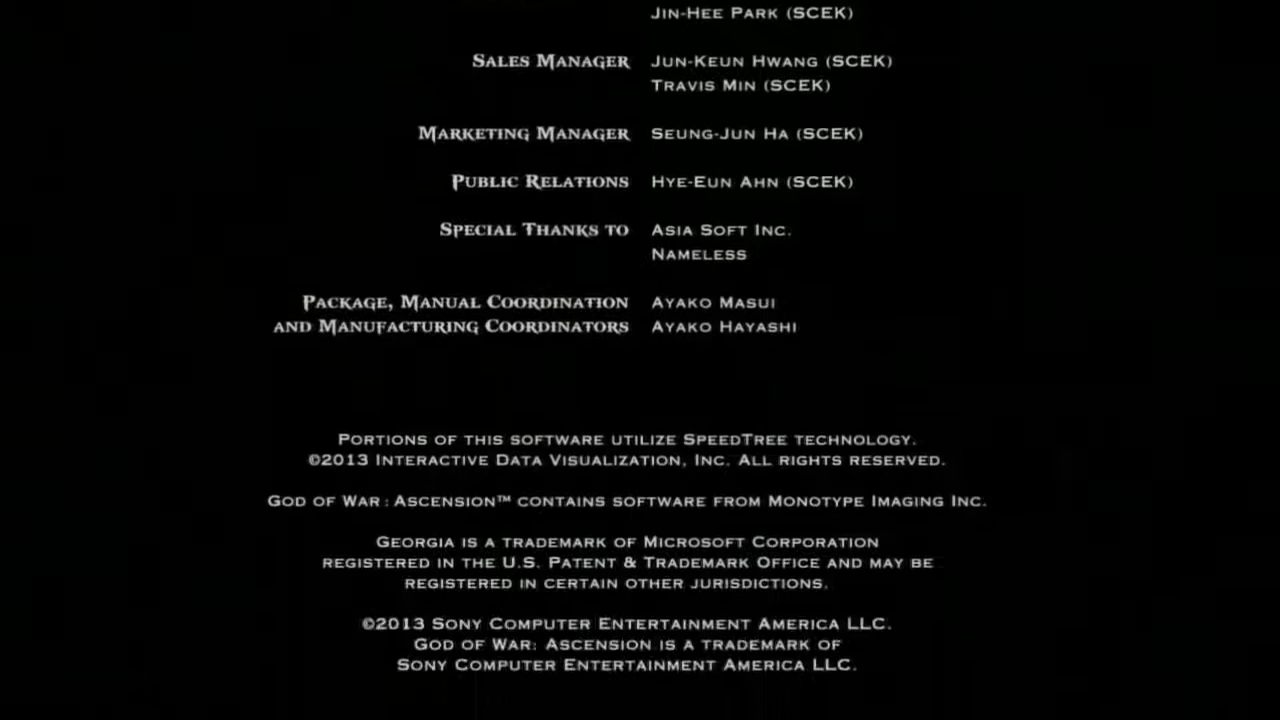 Jin-Hee Park (SCEK)
Sales Manager Jun-Keun Hwang (SCEK)
Travis Min (SCEK)
Marketing Manager Seung-Jun Ha (SCEK)
Public Relations Hye-Eun Ahn (SCEK)
Special Thanks to Asia Soft Inc.
Nameless
Package, Manual Coordination Ayako Masui
and Manufacturing Coordinators Ayako Hayashi
Portions of this software utilize SpeedTree technology.
©2013 Interactive Data Visualization, Inc. All rights reserved.
God of War: Ascension™ contains software from Monotype Imaging Inc.
Georgia is a trademark of Microsoft Corporation
registered in the U.S. Patent & Trademark Office and may be
registered in certain other jurisdictions.
©2013 Sony Computer Entertainment America LLC.
God of War: Ascension is a trademark of
Sony Computer Entertainment America LLC.